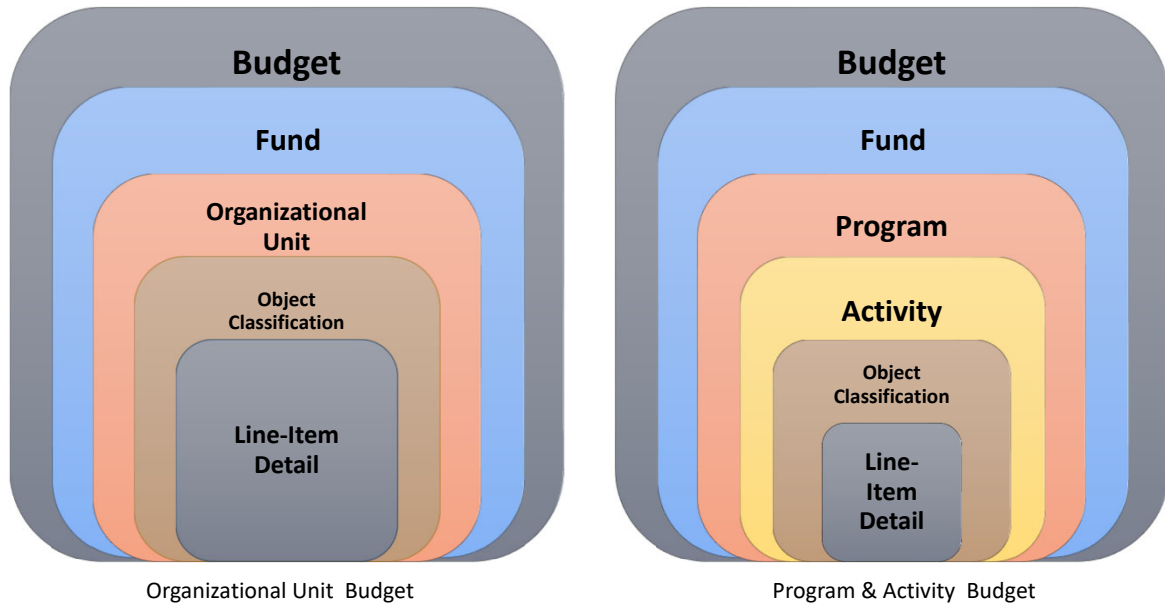 Budget
Fund
Organizational
Unit
Object
Classification
Line-Item
Detail
Organizational Unit Budget
Budget
Fund
Program
Activity
Object
Classification
Line-
Item
Detail
Program & Activity Budget